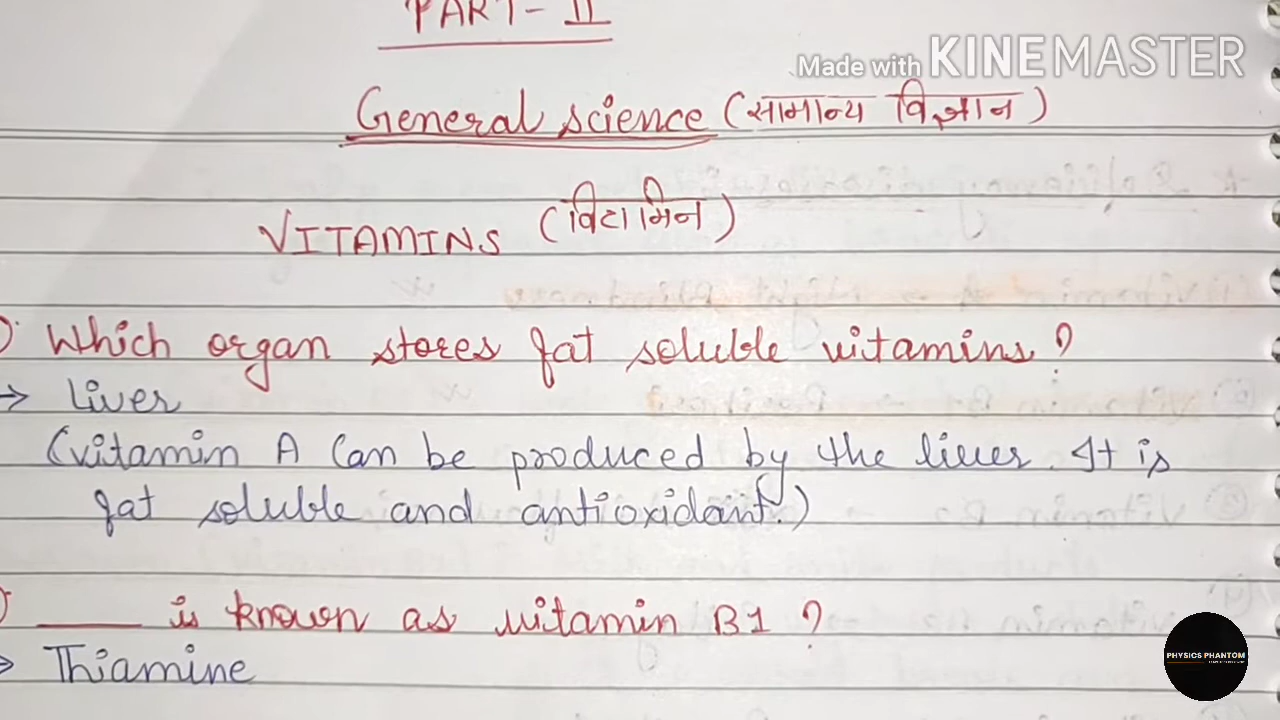 PART - II
Made with KINEMASTER
General science (सामान्य विज्ञान)
VITAMINS (विटामिन)
Which organ stores fat soluble vitamins?
→ Liver
(vitamin A Can be produced by the liver. It is
fat soluble and antioxidant.)
____ is known as vitamin B1 ?
→ Thiamine
PHYSICS PHANTOM